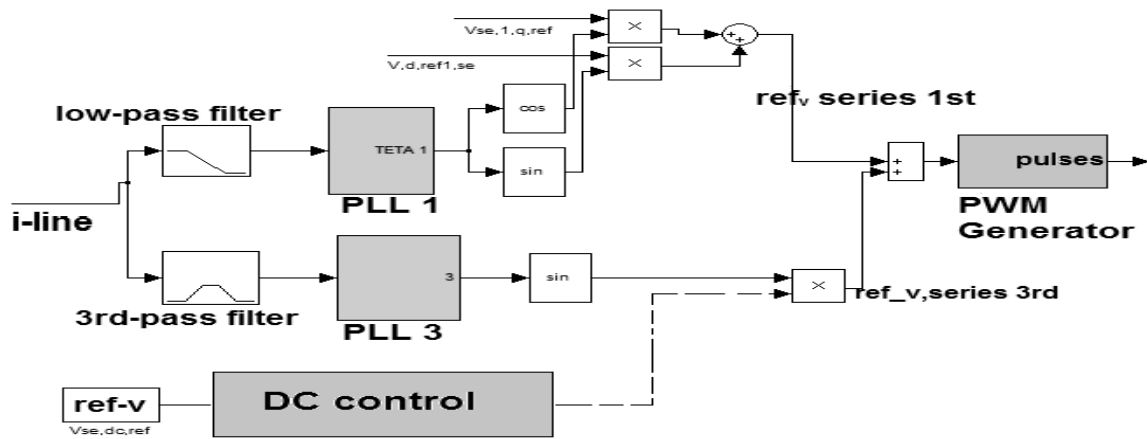 Vse,1,q,ref
×
+
+
V,d,ref1,se
×
low-pass filter
cos
ref_v series 1st
TETA 1
sin
+
+
pulses
i-line
PLL 1
PWM
Generator
3
sin
×
ref_v,series 3rd
3rd-pass filter
PLL 3
ref-v
DC control
Vse,dc,ref